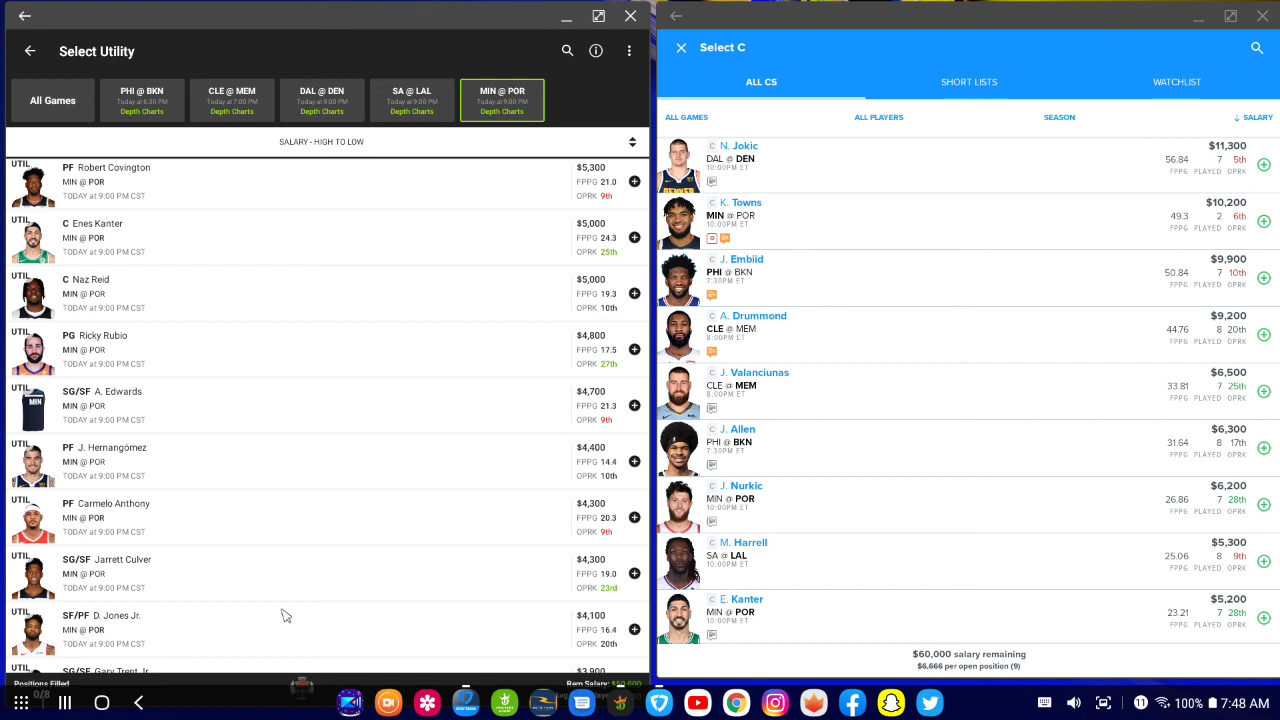 Select Utility
All Games
PHI @ BKN
Today at 6:30 PM
Depth Charts
CLE @ MEM
Today at 7:00 PM
Depth Charts
DAL @ DEN
Today at 9:00 PM
Depth Charts
SA @ LAL
Today at 9:00 PM
Depth Charts
MIN @ POR
Today at 9:00 PM
Depth Charts
SALARY - HIGH TO LOW
UTIL PF Robert Covington $5,300
MIN @ POR FPPG 21.0
TODAY at 9:00 PM CST OPRK 9th
UTIL C Enes Kanter $5,000
MIN @ POR FPPG 24.3
TODAY at 9:00 PM CST OPRK 25th
UTIL C Naz Reid $5,000
MIN @ POR FPPG 19.3
TODAY at 9:00 PM CST OPRK 10th
UTIL PG Ricky Rubio $4,800
MIN @ POR FPPG 17.5
TODAY at 9:00 PM CST OPRK 27th
UTIL SG/SF A. Edwards $4,700
MIN @ POR FPPG 21.3
TODAY at 9:00 PM CST OPRK 9th
UTIL PF J. Hernangómez $4,400
MIN @ POR FPPG 14.4
TODAY at 9:00 PM CST OPRK 10th
UTIL PF Carmelo Anthony $4,300
MIN @ POR FPPG 20.3
TODAY at 9:00 PM CST OPRK 9th
UTIL SG/SF Jarrett Culver $4,300
MIN @ POR FPPG 19.0
TODAY at 9:00 PM CST OPRK 23rd
UTIL SF/PF D. Jones Jr. $4,100
MIN @ POR FPPG 16.4
TODAY at 9:00 PM CST OPRK 20th
UTIL SG/SF Gary Trent Jr. $3,900
Positions Filled Rem Salary: $50,000
0/8
Select C
ALL CS SHORT LISTS WATCHLIST
ALL GAMES ALL PLAYERS SEASON SALARY
C N. Jokic $11,300
DAL @ DEN 56.84 7 5th
10:00PM ET FPPG PLAYED OPRK
C K. Towns $10,200
MIN @ POR 49.3 2 6th
10:00PM ET FPPG PLAYED OPRK
O
C J. Embiid $9,900
PHI @ BKN 50.84 7 10th
7:30PM ET FPPG PLAYED OPRK
C A. Drummond $9,200
CLE @ MEM 44.76 8 20th
8:00PM ET FPPG PLAYED OPRK
C J. Valanciunas $6,500
CLE @ MEM 33.81 7 25th
8:00PM ET FPPG PLAYED OPRK
C J. Allen $6,300
PHI @ BKN 31.64 8 17th
7:30PM ET FPPG PLAYED OPRK
C J. Nurkic $6,200
MIN @ POR 26.86 7 28th
10:00PM ET FPPG PLAYED OPRK
C M. Harrell $5,300
SA @ LAL 25.06 8 9th
10:00PM ET FPPG PLAYED OPRK
C E. Kanter $5,200
MIN @ POR 23.21 7 28th
10:00PM ET FPPG PLAYED OPRK
$60,000 salary remaining
$6,666 per open position (9)
11 100% 7:48 AM